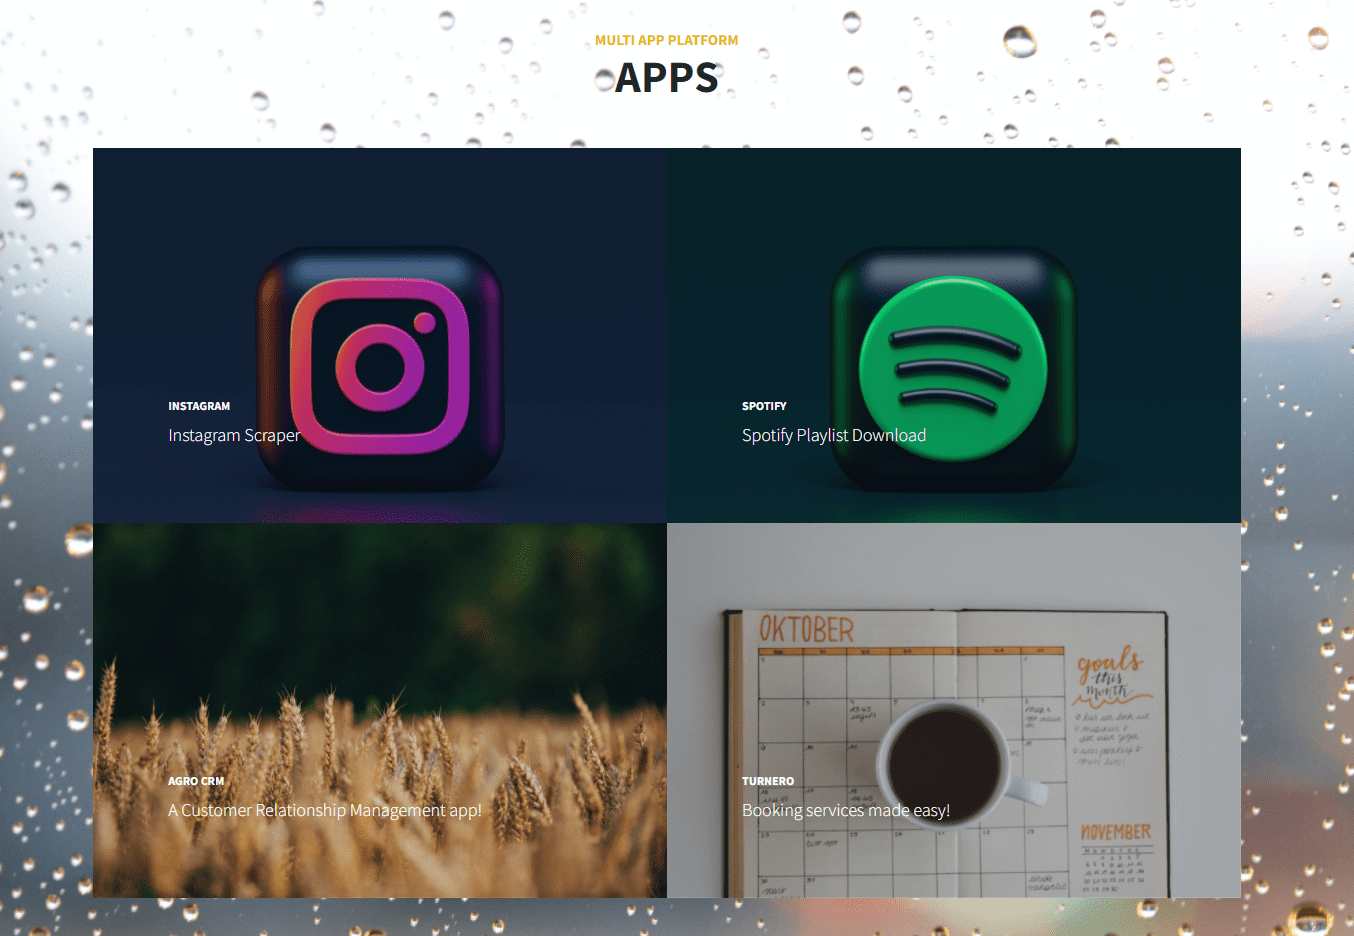 MULTI APP PLATFORM
APPS
INSTAGRAM
Instagram Scraper
SPOTIFY
Spotify Playlist Download
AGRO CRM
A Customer Relationship Management app!
TURNERO
Booking services made easy!
OKTOBER
goals
this
month
NOVEMBER